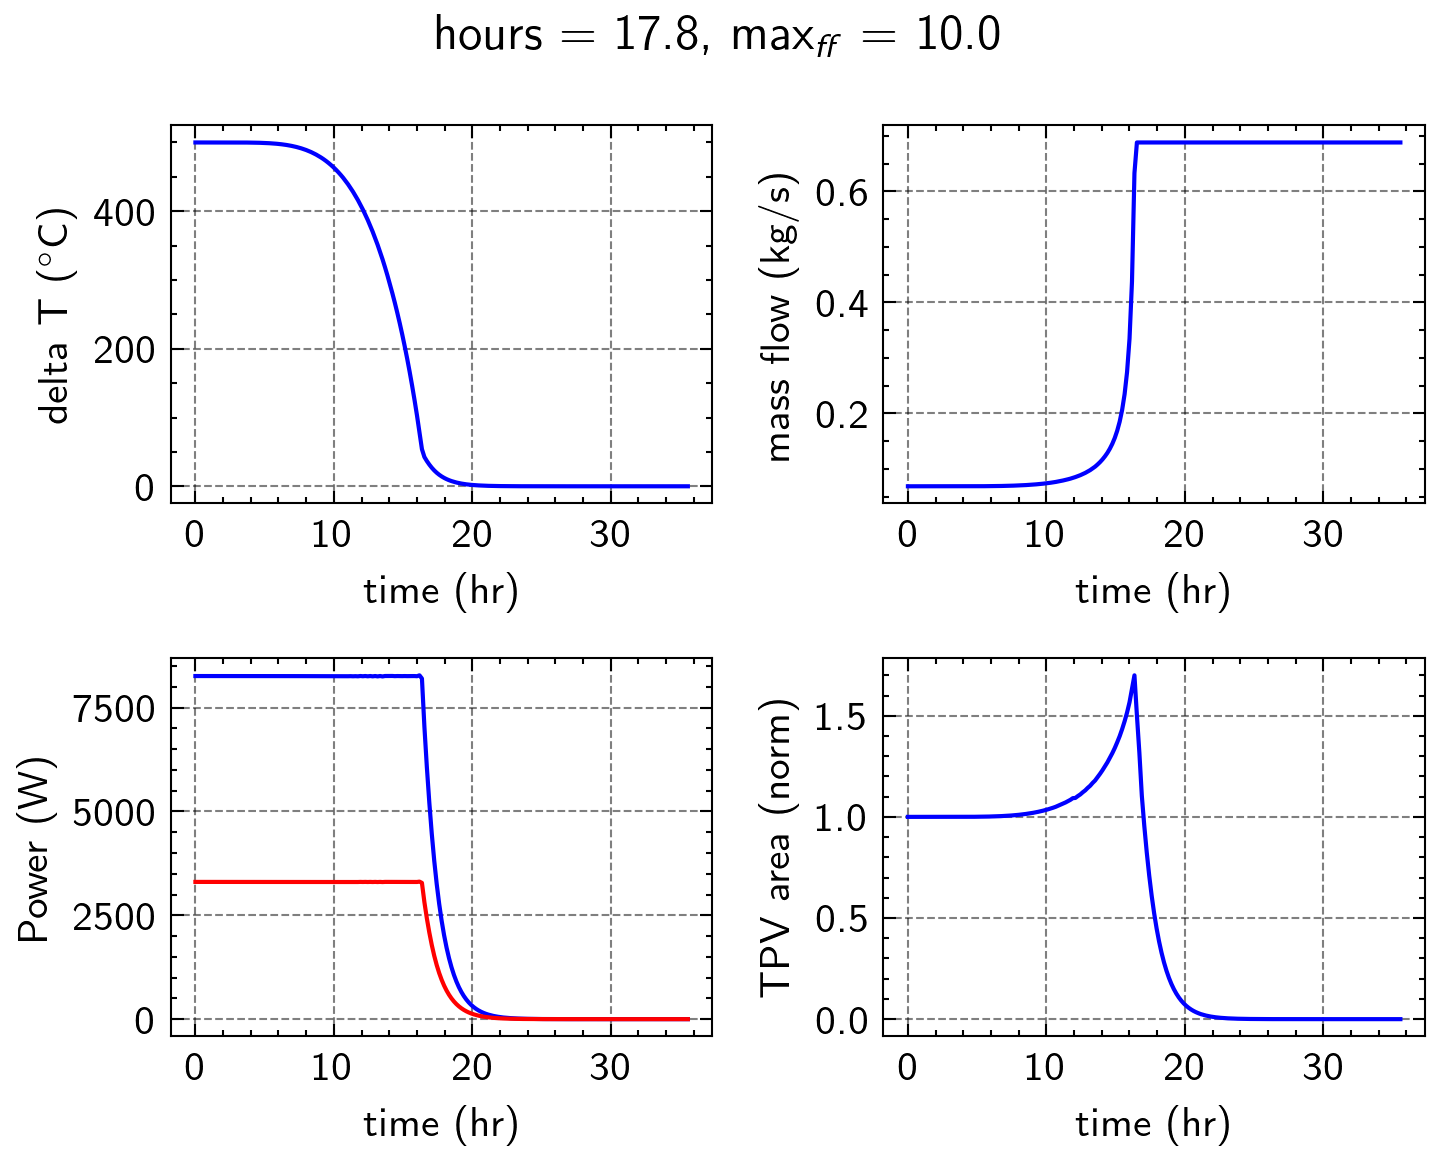 hours = 17.8, max_ff = 10.0
delta T (°C)
400
200
0
0 10 20 30
time (hr)
mass flow (kg/s)
0.6
0.4
0.2
0 10 20 30
time (hr)
Power (W)
7500
5000
2500
0
0 10 20 30
time (hr)
TPV area (norm)
1.5
1.0
0.5
0.0
0 10 20 30
time (hr)